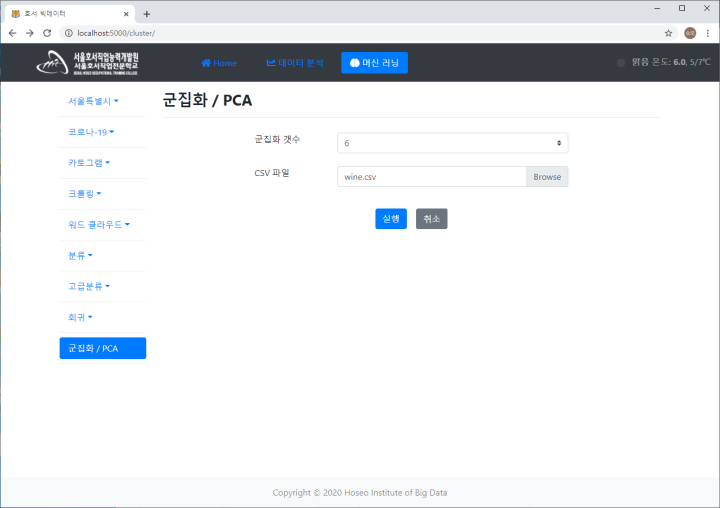 호서 빅데이터
localhost:5000/cluster/
서울호서직업능력개발원
서울호서직업전문학교
SEOUL HOSEO OCCUPATIONAL TRAINING COLLEGE
Home
데이터 분석
머신 러닝
맑음 온도: 6.0, 5/7℃
서울특별시
코로나-19
카토그램
크롤링
워드 클라우드
분류
고급분류
회귀
군집화 / PCA
군집화 / PCA
군집화 갯수
6
CSV 파일
wine.csv
Browse
실행
취소
Copyright © 2020 Hoseo Institute of Big Data